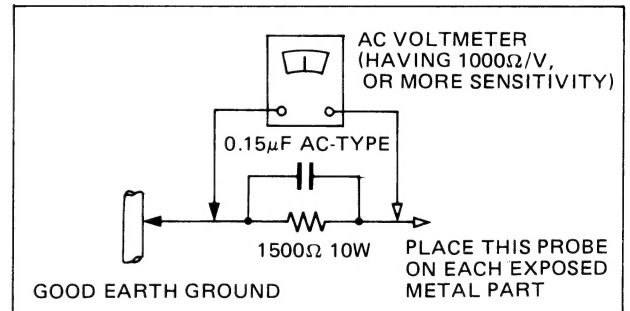 AC VOLTMETER
(HAVING 1000Ω/V,
OR MORE SENSITIVITY)
0.15μF AC-TYPE
1500Ω 10W
PLACE THIS PROBE
ON EACH EXPOSED
METAL PART
GOOD EARTH GROUND